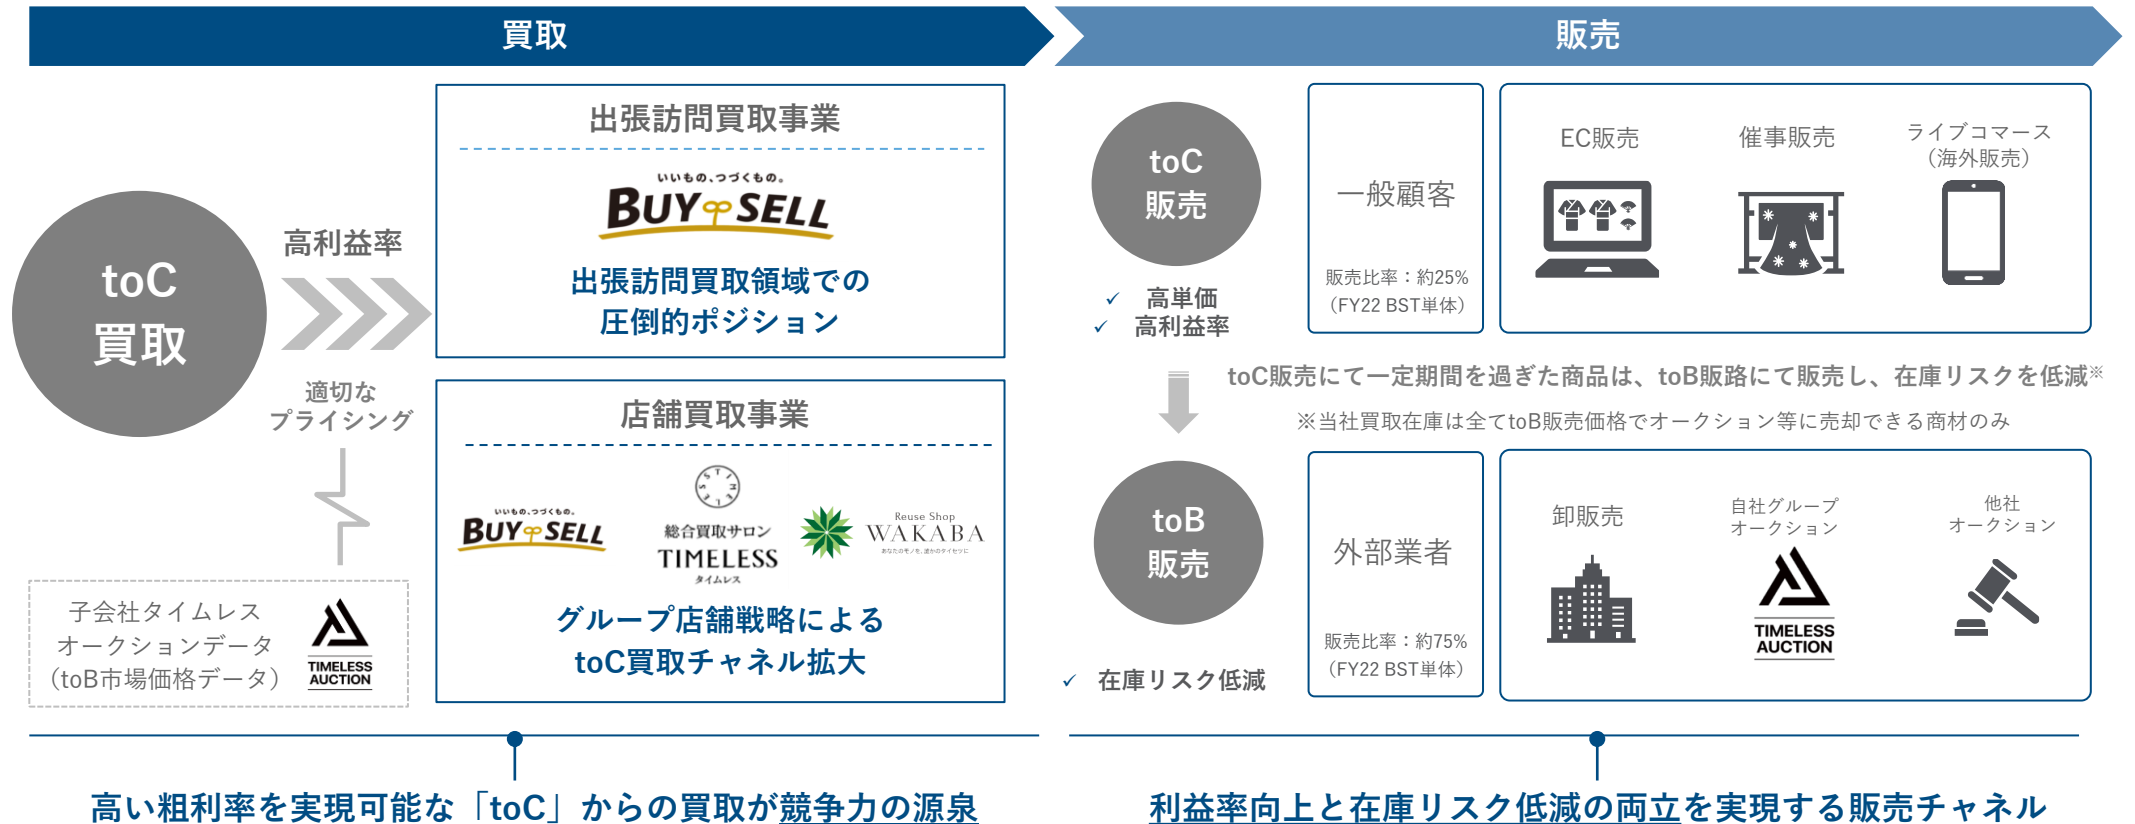 買取
販売
toC
買取
高利益率
適切な
プライシング
子会社タイムレス
オークションデータ
（toB市場価格データ）
TIMELESS
AUCTION
出張訪問買取事業
いいもの、つづくもの。
BUY SELL
出張訪問買取領域での
圧倒的ポジション
店舗買取事業
いいもの、つづくもの。
BUY SELL
TIMELESS
総合買取サロン
TIMELESS
タイムレス
Reuse Shop
WAKABA
あなたのモノを、誰かのタイセツに
グループ店舗戦略による
toC買取チャネル拡大
高い粗利率を実現可能な「toC」からの買取が競争力の源泉
toC
販売
✓ 高単価
✓ 高利益率
一般顧客
販売比率：約25%
（FY22 BST単体）
EC販売
催事販売
ライブコマース
（海外販売）
toC販売にて一定期間を過ぎた商品は、toB販路にて販売し、在庫リスクを低減※
※当社買取在庫は全てtoB販売価格でオークション等に売却できる商材のみ
toB
販売
✓ 在庫リスク低減
外部業者
販売比率：約75%
（FY22 BST単体）
卸販売
自社グループ
オークション
TIMELESS
AUCTION
他社
オークション
利益率向上と在庫リスク低減の両立を実現する販売チャネル